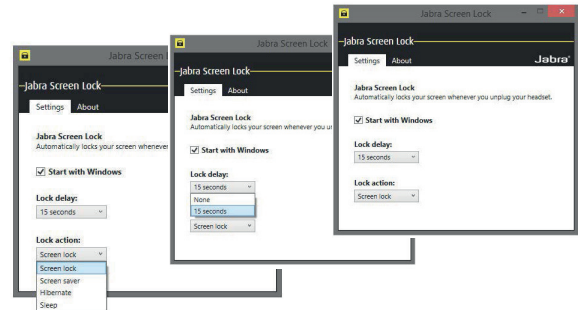 Jabra Screen L
Jabra Screen Lock
Settings About
Jabra Screen Lock
Automatically locks your screen whenever
Start with Windows
Lock delay:
15 seconds
Lock action:
Screen lock
Screen lock
Screen saver
Hibernate
Sleep
Jabra Screen Lock
Jabra Screen Lock
Settings About
Jabra Screen Lock
Automatically locks your screen whenever you un
Start with Windows
Lock delay:
15 seconds
None
15 seconds
Screen lock
Jabra Screen Lock
Jabra Screen Lock
Settings About
Jabra
Jabra Screen Lock
Automatically locks your screen whenever you unplug your headset.
Start with Windows
Lock delay:
15 seconds
Lock action:
Screen lock